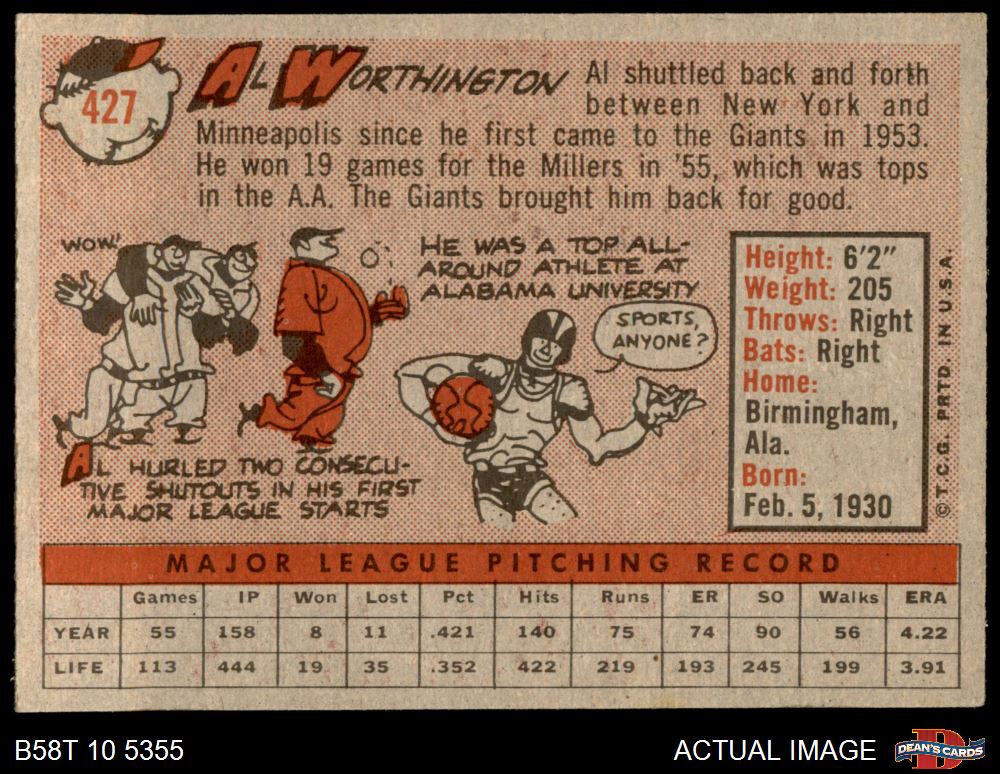 427
AL WORTHINGTON
Al shuttled back and forth
between New York and
Minneapolis since he first came to the Giants in 1953.
He won 19 games for the Millers in '55, which was tops
in the A.A. The Giants brought him back for good.
WOW!
HE WAS A TOP ALL-
AROUND ATHLETE AT
ALABAMA UNIVERSITY
SPORTS,
ANYONE?
AL HURLED TWO CONSECU-
TIVE SHUTOUTS IN HIS FIRST
MAJOR LEAGUE STARTS
Height: 6'2"
Weight: 205
Throws: Right
Bats: Right
Home:
Birmingham,
Ala.
Born:
Feb. 5, 1930
© T.C.G. PRTD. IN U.S.A.
MAJOR LEAGUE PITCHING RECORD
Games IP Won Lost Pct Hits Runs ER SO Walks ERA
YEAR 55 158 8 11 .421 140 75 74 90 56 4.22
LIFE 113 444 19 35 .352 422 219 193 245 199 3.91
B58T 10 5355
ACTUAL IMAGE
DEAN'S CARDS